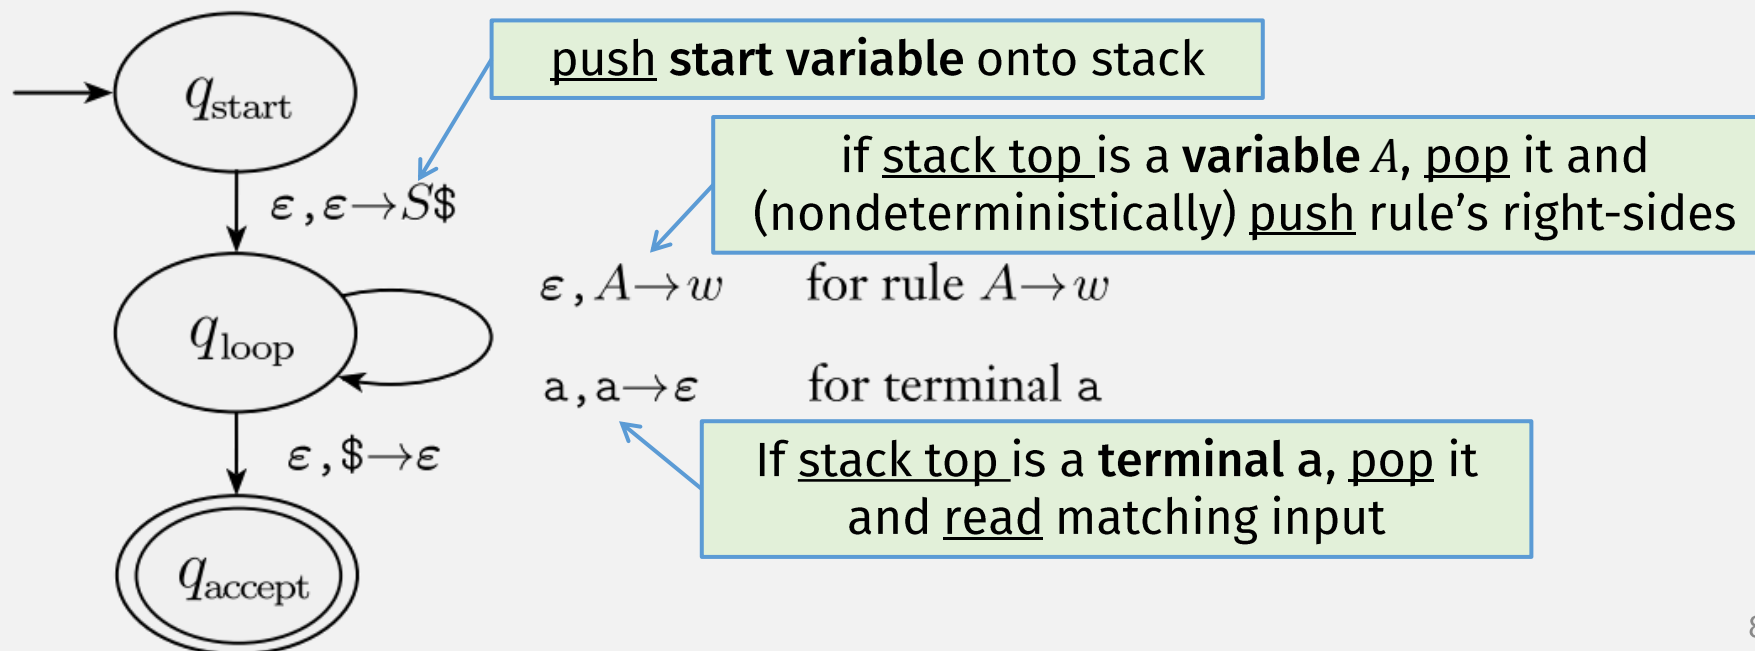 push start variable onto stack
q_start
if stack top is a variable A, pop it and
(nondeterministically) push rule's right-sides
ε,ε→S$
ε,A→w for rule A→w
q_loop
a,a→ε for terminal a
ε,$→ε
If stack top is a terminal a, pop it
and read matching input
q_accept